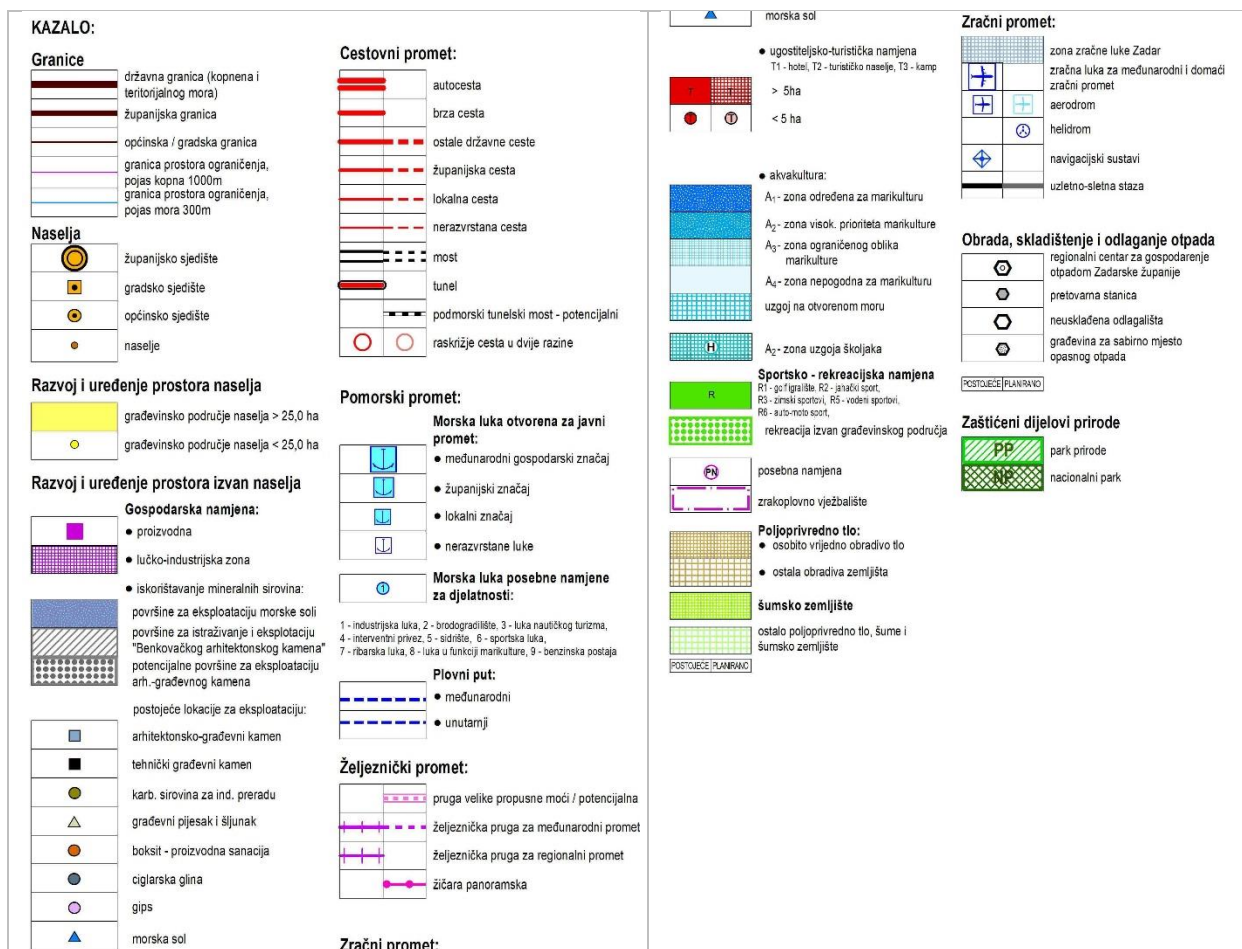 KAZALO:
Granice
državna granica (kopnena i
teritorijalnog mora)
županijska granica
općinska / gradska granica
granica prostora ograničenja,
pojas kopna 1000m
granica prostora ograničenja,
pojas mora 300m
Naselja
županijsko sjedište
gradsko sjedište
općinsko sjedište
naselje
Razvoj i uređenje prostora naselja
građevinsko područje naselja > 25,0 ha
građevinsko područje naselja < 25,0 ha
Razvoj i uređenje prostora izvan naselja
Gospodarska namjena:
● proizvodna
● lučko-industrijska zona
● iskorištavanje mineralnih sirovina:
površine za eksploataciju morske soli
površine za istraživanje i eksplotaciju
"Benkovačkog arhitektonskog kamena"
potencijalne površine za eksploataciju
arh.-građevnog kamena
postojeće lokacije za eksploataciju:
arhitektonsko-građevni kamen
tehnički građevni kamen
karb. sirovina za ind. preradu
građevni pijesak i šljunak
boksit - proizvodna sanacija
ciglarska glina
gips
morska sol
Cestovni promet:
autocesta
brza cesta
ostale državne ceste
županijska cesta
lokalna cesta
nerazvrstana cesta
most
tunel
podmorski tunelski most - potencijalni
raskrižje cesta u dvije razine
Pomorski promet:
Morska luka otvorena za javni
promet:
● međunarodni gospodarski značaj
● županijski značaj
● lokalni značaj
● nerazvrstane luke
1
Morska luka posebne namjene
za djelatnosti:
1 - industrijska luka, 2 - brodogradilište, 3 - luka nautičkog turizma,
4 - interventni privez, 5 - sidrište, 6 - sportska luka,
7 - ribarska luka, 8 - luka u funkciji marikulture, 9 - benzinska postaja
Plovni put:
● međunarodni
● unutarnji
Željeznički promet:
pruga velike propusne moći / potencijalna
željeznička pruga za međunarodni promet
željeznička pruga za regionalni promet
žičara panoramska
Zračni promet:
morska sol
● ugostiteljsko-turistička namjena
T1 - hotel, T2 - turističko naselje, T3 - kamp
T T > 5ha
T T < 5 ha
● akvakultura:
A1 - zona određena za marikulturu
A2 - zona visok. prioriteta marikulture
A3 - zona ograničenog oblika
marikulture
A4 - zona nepogodna za marikulturu
uzgoj na otvorenom moru
H A2 - zona uzgoja školjaka
Sportsko - rekreacijska namjena
R
R1 - golf igralište, R2 - jahački sport,
R3 - zimski sportovi, R5 - vodeni sportovi,
R6 - auto-moto sport,
rekreacija izvan građevinskog područja
PN posebna namjena
zrakoplovno vježbalište
Poljoprivredno tlo:
● osobito vrijedno obradivo tlo
● ostala obradiva zemljišta
šumsko zemljište
ostalo poljoprivredno tlo, šume i
šumsko zemljište
POSTOJEĆE PLANIRANO
Zračni promet:
zona zračne luke Zadar
zračna luka za međunarodni i domaći
zračni promet
aerodrom
helidrom
navigacijski sustavi
uzletno-sletna staza
Obrada, skladištenje i odlaganje otpada
regionalni centar za gospodarenje
otpadom Zadarske županije
pretovarna stanica
neusklađena odlagališta
građevina za sabirno mjesto
opasnog otpada
POSTOJEĆE PLANIRANO
Zaštićeni dijelovi prirode
PP park prirode
NP nacionalni park